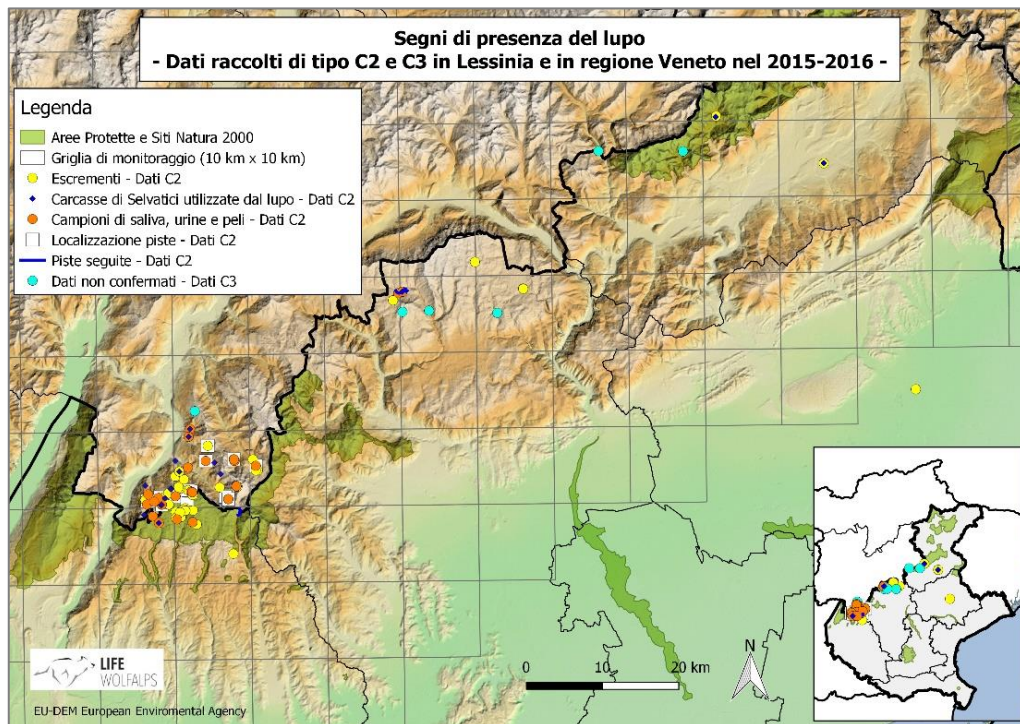 Segni di presenza del lupo
- Dati raccolti di tipo C2 e C3 in Lessinia e in regione Veneto nel 2015-2016 -
Legenda
Aree Protette e Siti Natura 2000
Griglia di monitoraggio (10 km x 10 km)
Escrementi - Dati C2
Carcasse di Selvatici utilizzate dal lupo - Dati C2
Campioni di saliva, urine e peli - Dati C2
Localizzazione piste - Dati C2
Piste seguite - Dati C2
Dati non confermati - Dati C3
N
0 10 20 km
LIFE
WOLFALPS
EU-DEM European Enviromental Agency